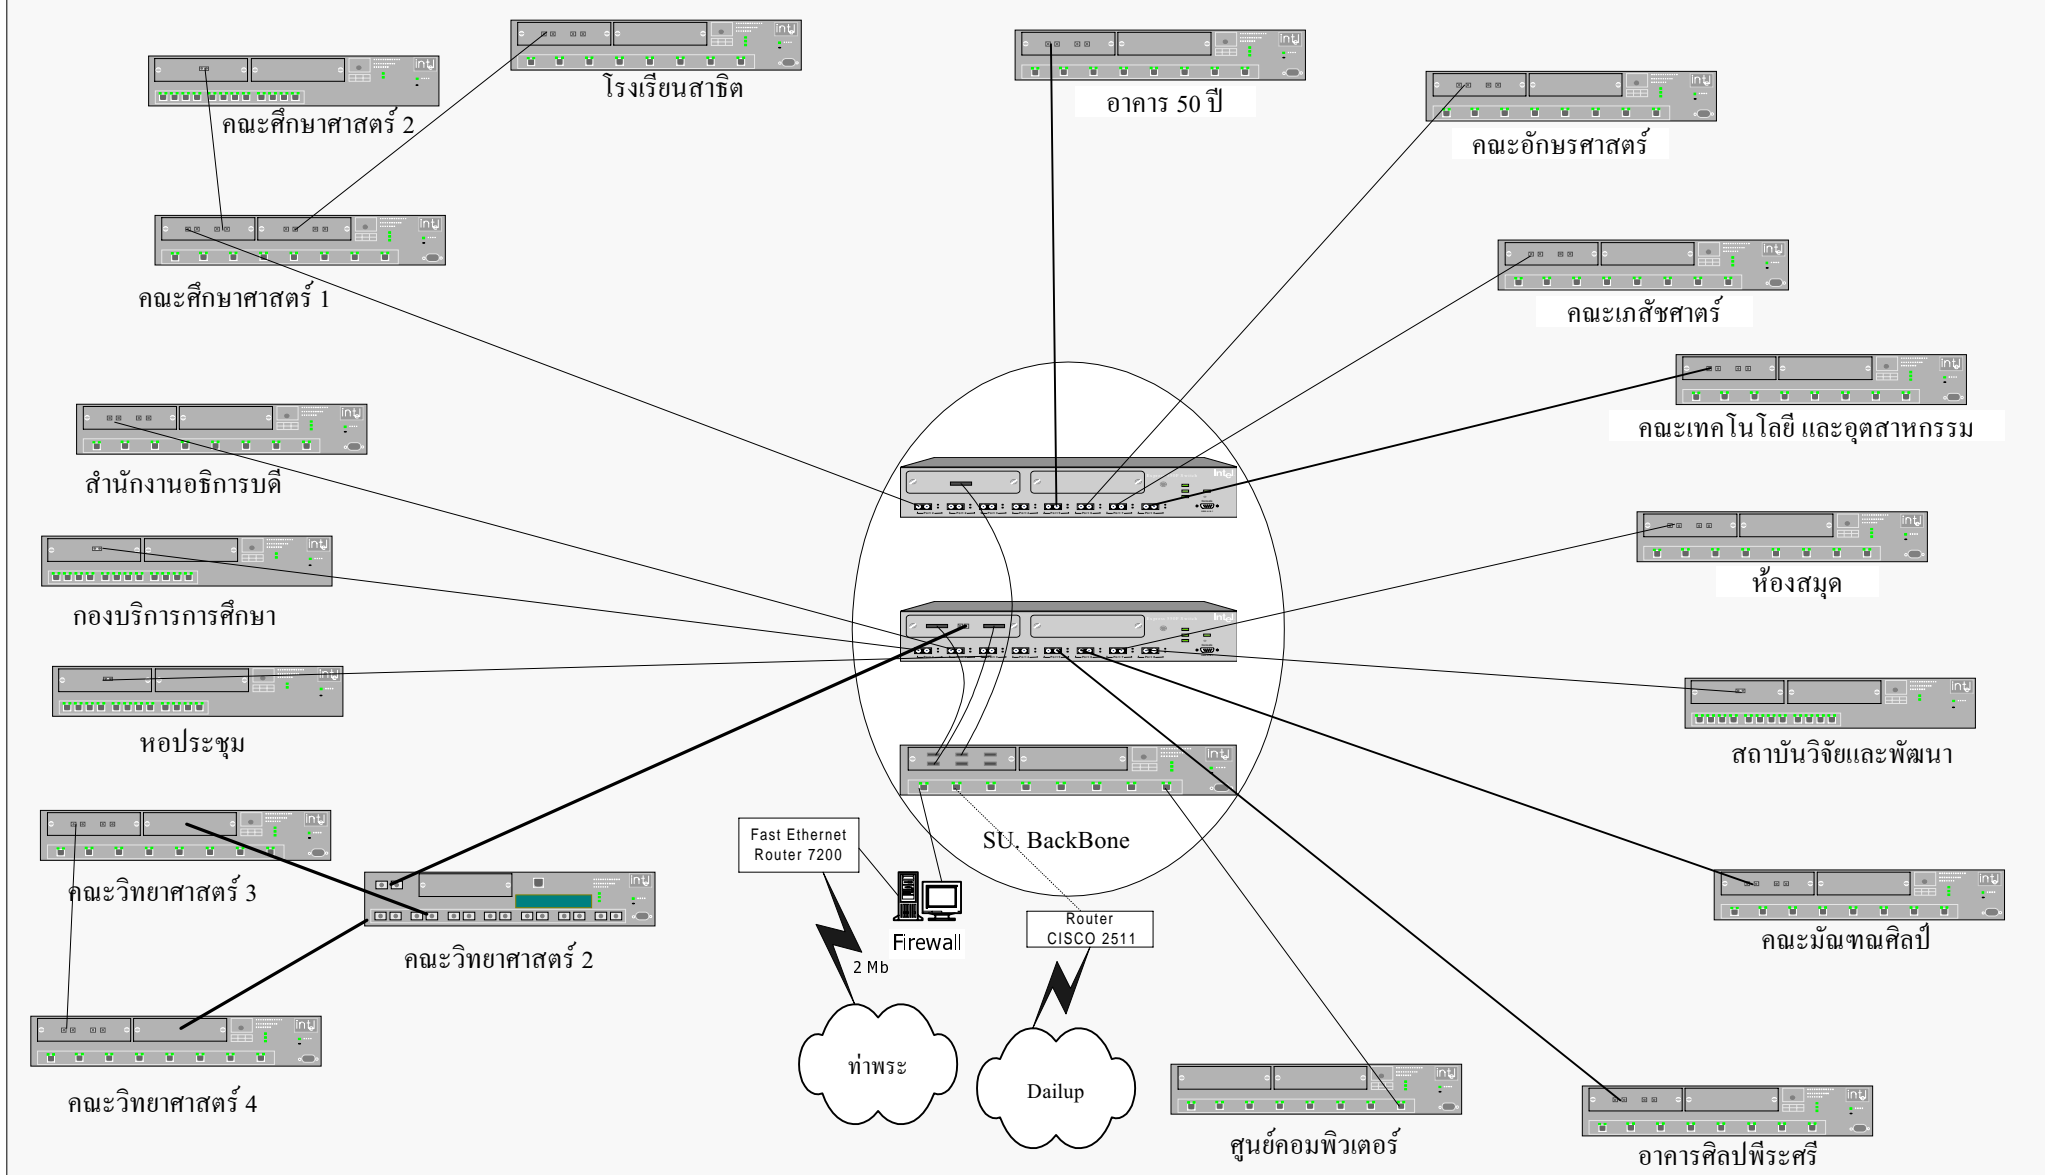 โรงเรียนสาธิต
อาคาร 50 ปี
คณะศึกษาศาสตร์ 2
คณะอักษรศาสตร์
คณะศึกษาศาสตร์ 1
คณะเภสัชศาตร์
คณะเทคโนโลยี และอุตสาหกรรม
สำนักงานอธิการบดี
ห้องสมุด
กองบริการการศึกษา
หอประชุม
สถาบันวิจัยและพัฒนา
SU. BackBone
Fast Ethernet
Router 7200
คณะวิทยาศาสตร์ 3
คณะวิทยาศาสตร์ 2
Firewall
Router
CISCO 2511
2 Mb
คณะมัณฑณศิลป์
ท่าพระ
Dailup
คณะวิทยาศาสตร์ 4
ศูนย์คอมพิวเตอร์
อาคารศิลปพีระศรี